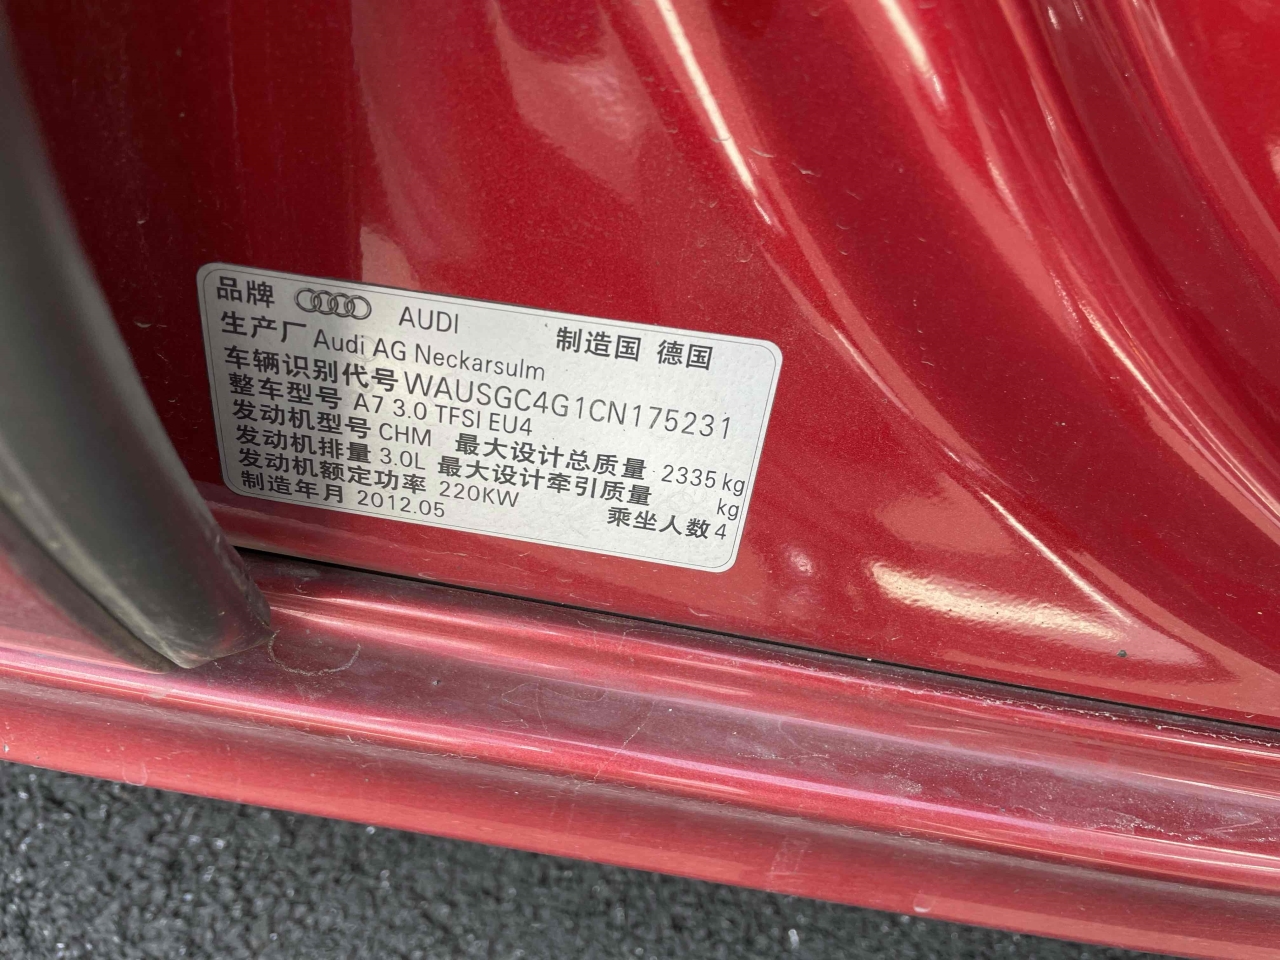 品牌 AUDI 制造国 德国
生产厂 Audi AG Neckarsulm
车辆识别代号 WAUSGC4G1CN175231
整车型号 A7 3.0 TFSI EU4
发动机型号 CHM 最大设计总质量 2335 kg
发动机排量 3.0L 最大设计牵引质量 kg
发动机额定功率 220KW 乘坐人数 4
制造年月 2012.05